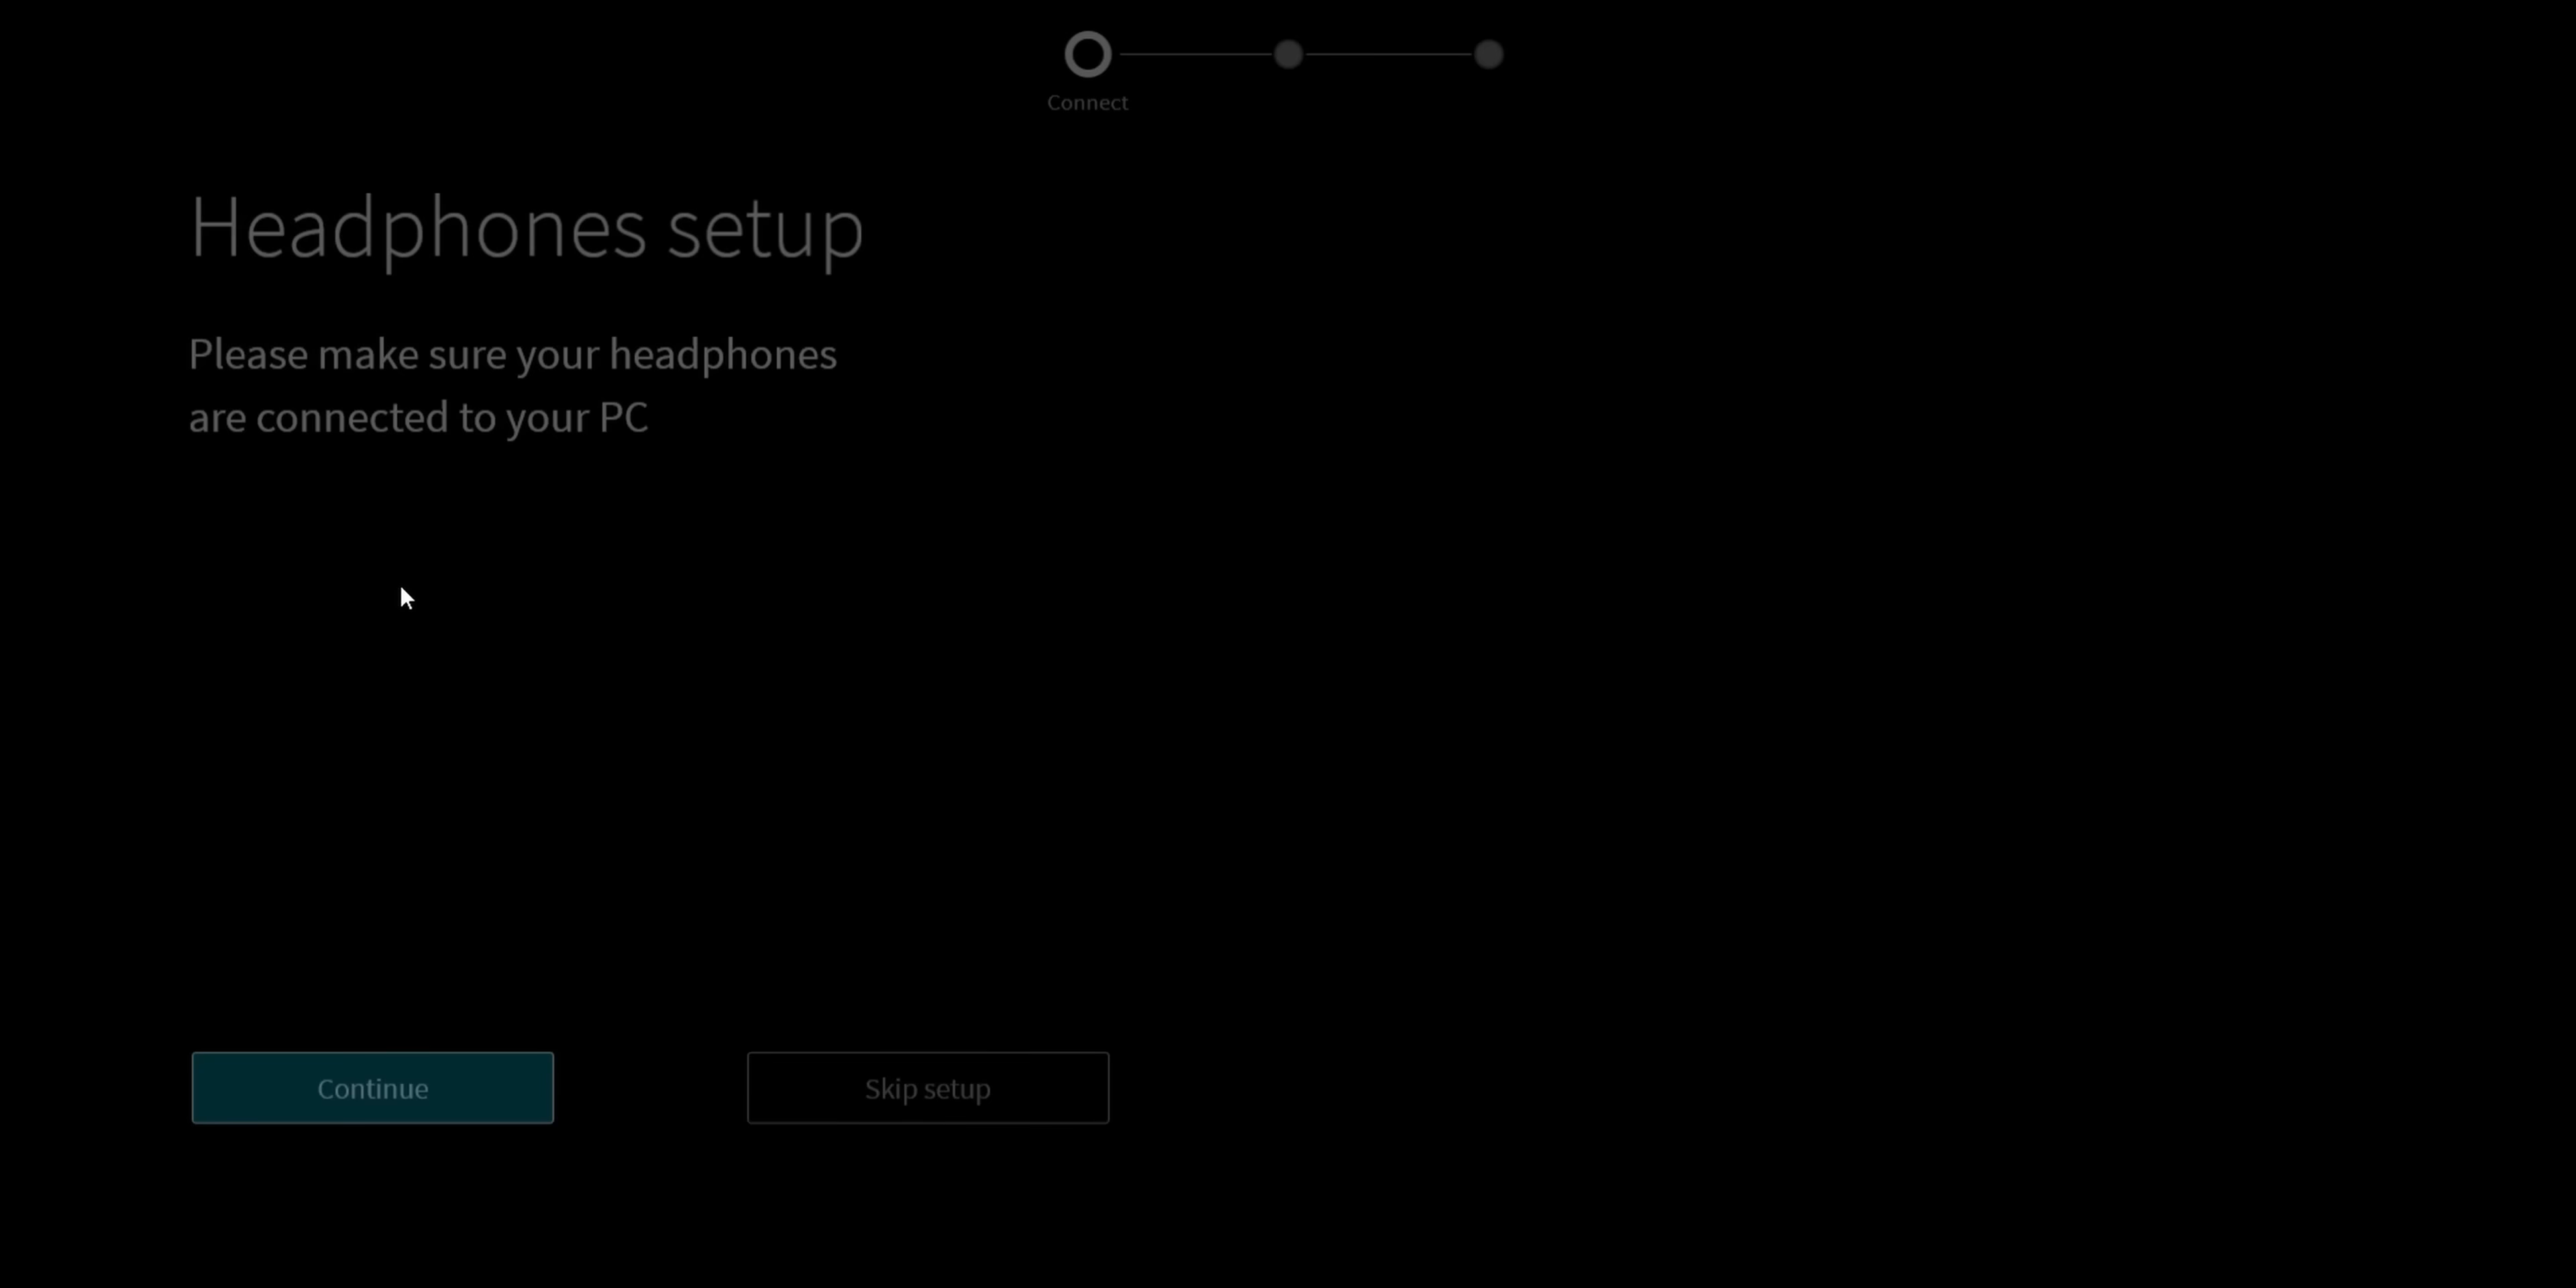 Connect
Headphones setup
Please make sure your headphones
are connected to your PC
Continue
Skip setup